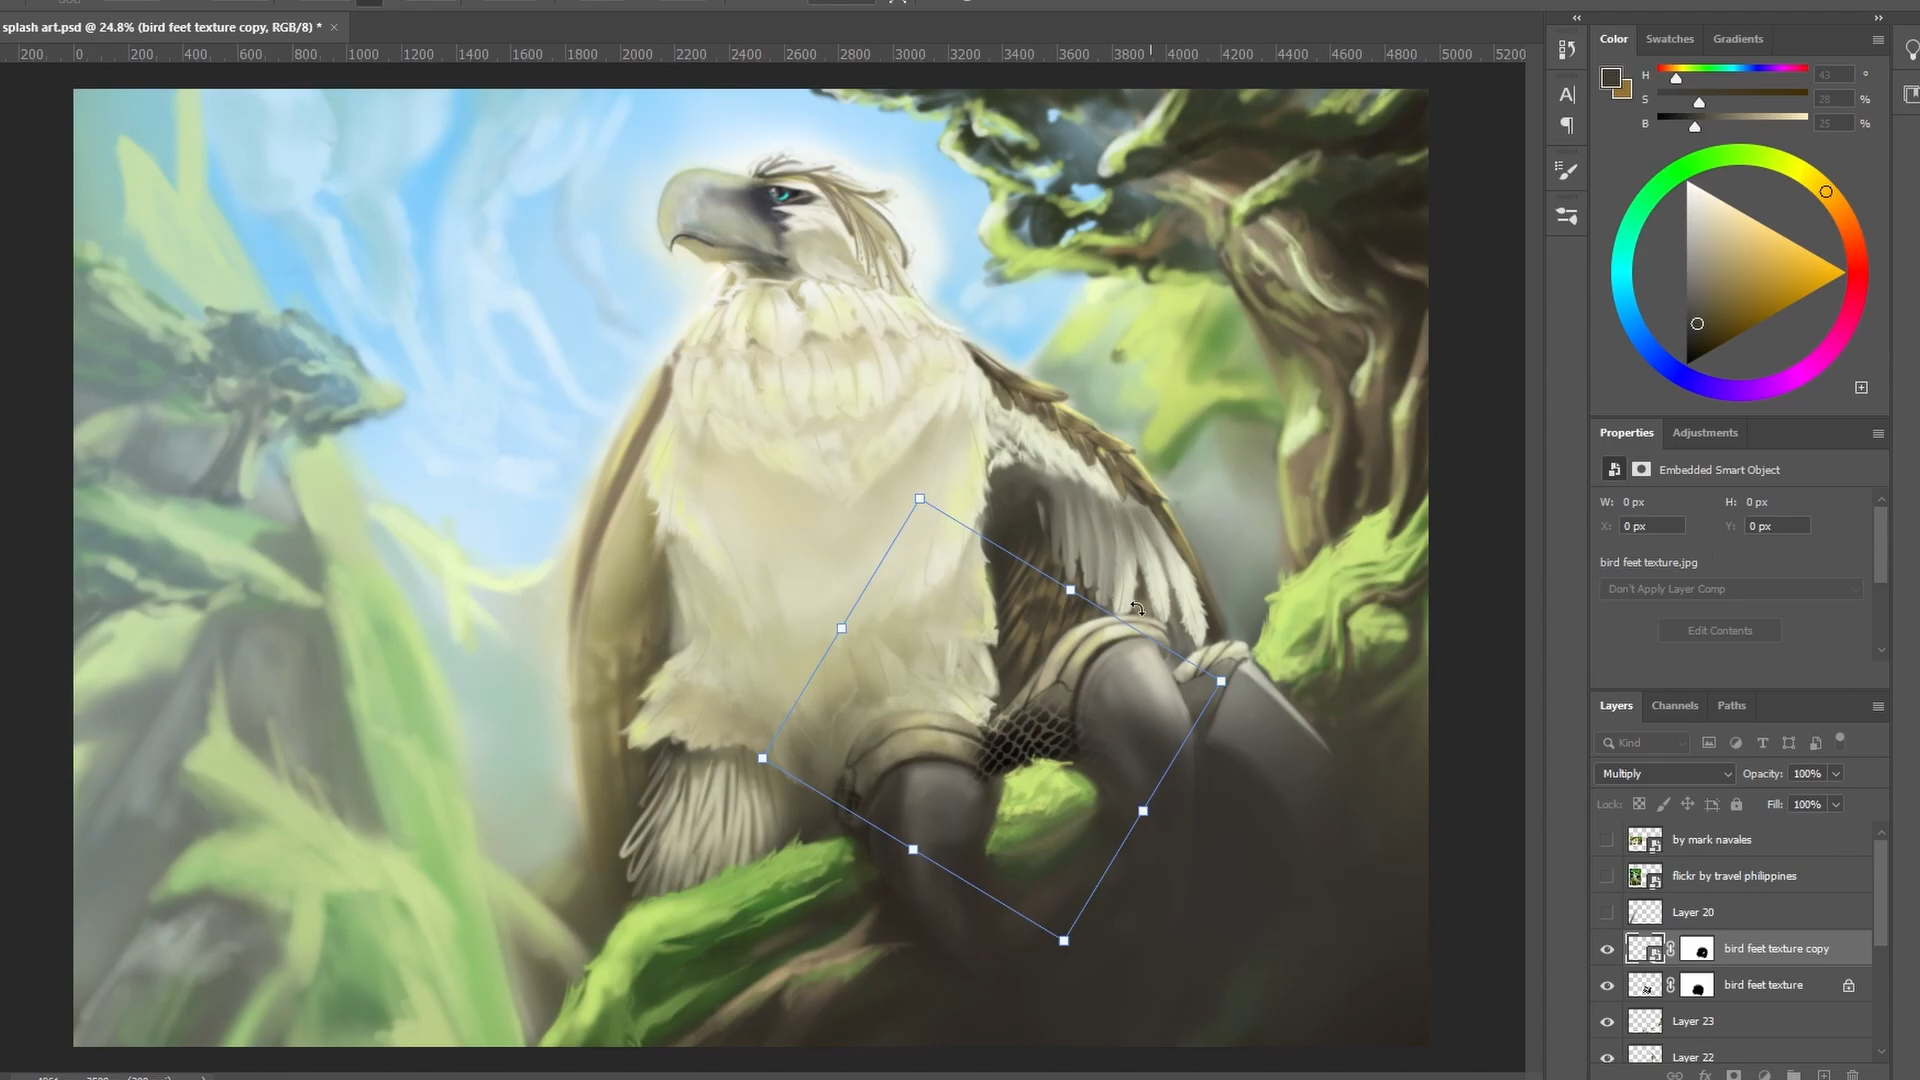 splash art.psd @ 24.8% (bird feet texture copy, RGB/8) * ×
200 0 200 400 600 800 1000 1200 1400 1600 1800 2000 2200 2400 2600 2800 3000 3200 3400 3600 3800 4000 4200 4400 4600 4800 5000 5200
Color Swatches Gradients
H 43 °
S 28 %
B 25 %
Properties Adjustments
Embedded Smart Object
W: 0 px H: 0 px
X: 0 px Y: 0 px
bird feet texture.jpg
Don't Apply Layer Comp
Edit Contents
Layers Channels Paths
Kind
Multiply Opacity: 100%
Lock: Fill: 100%
by mark navales
flickr by travel philippines
Layer 20
bird feet texture copy
bird feet texture
Layer 23
Layer 22
fx